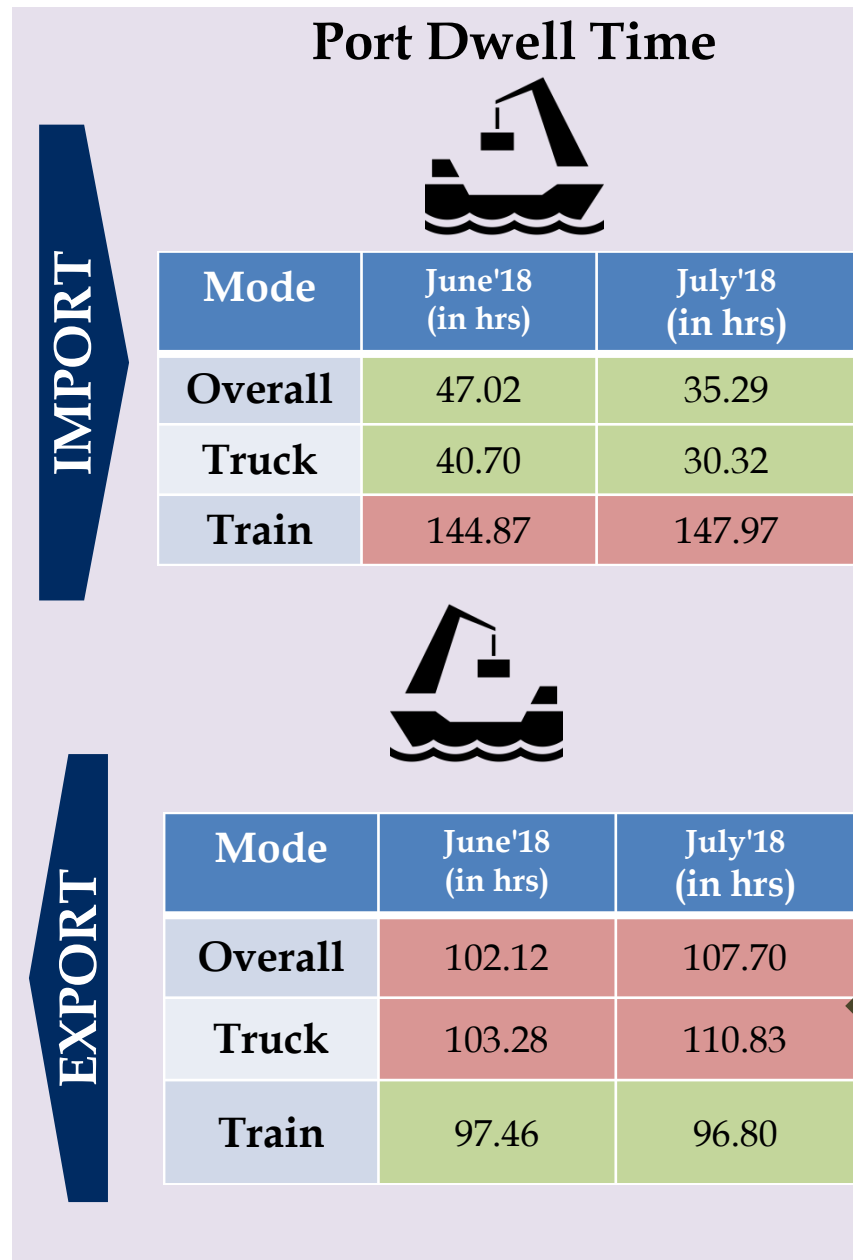 Port Dwell Time
IMPORT
Mode June'18 (in hrs) July'18 (in hrs)
Overall 47.02 35.29
Truck 40.70 30.32
Train 144.87 147.97
EXPORT
Mode June'18 (in hrs) July'18 (in hrs)
Overall 102.12 107.70
Truck 103.28 110.83
Train 97.46 96.80